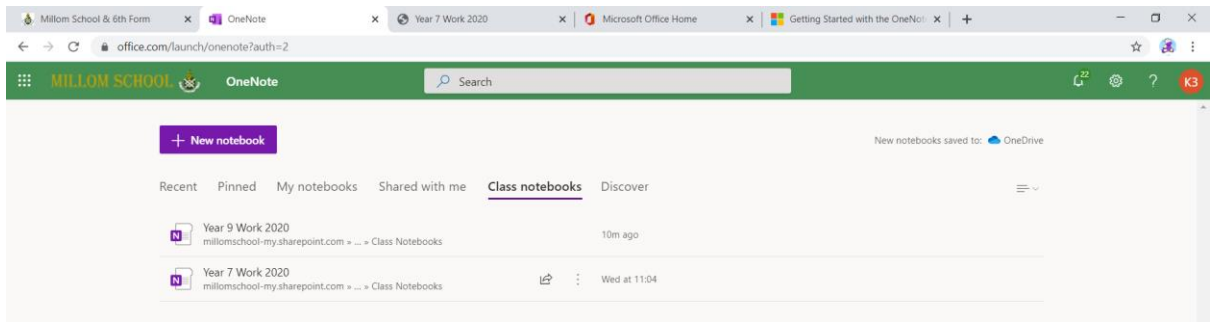 Millom School & 6th Form
OneNote
Year 7 Work 2020
Microsoft Office Home
Getting Started with the OneNot
office.com/launch/onenote?auth=2
MILLOM SCHOOL
OneNote
Search
22
?
K3
+ New notebook
New notebooks saved to: OneDrive
Recent Pinned My notebooks Shared with me Class notebooks Discover
Year 9 Work 2020
millomschool-my.sharepoint.com » ... » Class Notebooks
10m ago
Year 7 Work 2020
millomschool-my.sharepoint.com » ... » Class Notebooks
Wed at 11:04